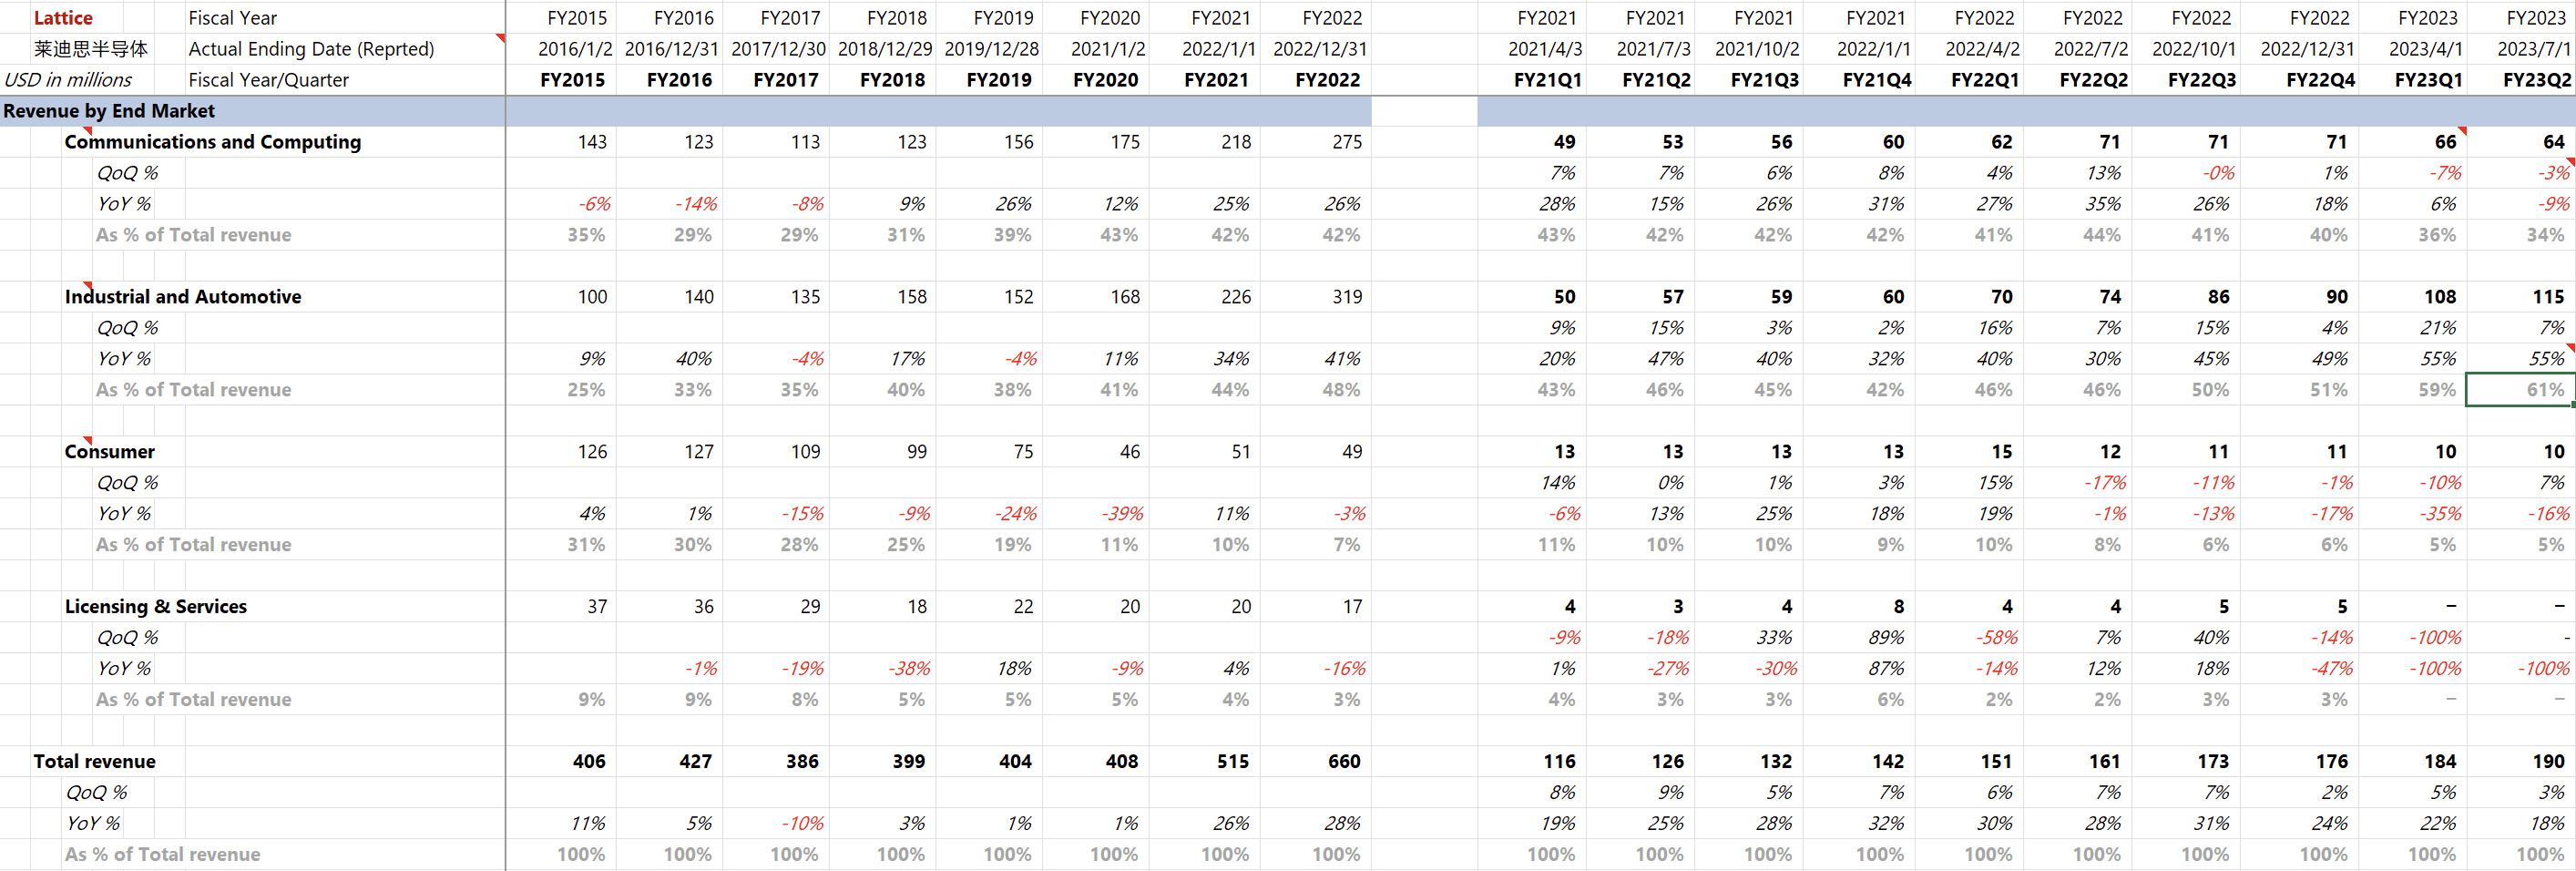 Lattice Fiscal Year FY2015 FY2016 FY2017 FY2018 FY2019 FY2020 FY2021 FY2022 FY2021 FY2021 FY2021 FY2021 FY2022 FY2022 FY2022 FY2022 FY2023 FY2023
莱迪思半导体 Actual Ending Date (Reprted) 2016/1/2 2016/12/31 2017/12/30 2018/12/29 2019/12/28 2021/1/2 2022/1/1 2022/12/31 2021/4/3 2021/7/3 2021/10/2 2022/1/1 2022/4/2 2022/7/2 2022/10/1 2022/12/31 2023/4/1 2023/7/1
USD in millions Fiscal Year/Quarter FY2015 FY2016 FY2017 FY2018 FY2019 FY2020 FY2021 FY2022 FY21Q1 FY21Q2 FY21Q3 FY21Q4 FY22Q1 FY22Q2 FY22Q3 FY22Q4 FY23Q1 FY23Q2
Revenue by End Market
Communications and Computing 143 123 113 123 156 175 218 275 49 53 56 60 62 71 71 71 66 64
QoQ % 7% 7% 6% 8% 4% 13% -0% 1% -7% -3%
YoY % -6% -14% -8% 9% 26% 12% 25% 26% 28% 15% 26% 31% 27% 35% 26% 18% 6% -9%
As % of Total revenue 35% 29% 29% 31% 39% 43% 42% 42% 43% 42% 42% 42% 41% 44% 41% 40% 36% 34%
Industrial and Automotive 100 140 135 158 152 168 226 319 50 57 59 60 70 74 86 90 108 115
QoQ % 9% 15% 3% 2% 16% 7% 15% 4% 21% 7%
YoY % 9% 40% -4% 17% -4% 11% 34% 41% 20% 47% 40% 32% 40% 30% 45% 49% 55% 55%
As % of Total revenue 25% 33% 35% 40% 38% 41% 44% 48% 43% 46% 45% 42% 46% 46% 50% 51% 59% 61%
Consumer 126 127 109 99 75 46 51 49 13 13 13 13 15 12 11 11 10 10
QoQ % 14% 0% 1% 3% 15% -17% -11% -1% -10% 7%
YoY % 4% 1% -15% -9% -24% -39% 11% -3% -6% 13% 25% 18% 19% -1% -13% -17% -35% -16%
As % of Total revenue 31% 30% 28% 25% 19% 11% 10% 7% 11% 10% 10% 9% 10% 8% 6% 6% 5% 5%
Licensing & Services 37 36 29 18 22 20 20 17 4 3 4 8 4 4 5 5 – –
QoQ % -9% -18% 33% 89% -58% 7% 40% -14% -100% -
YoY % -1% -19% -38% 18% -9% 4% -16% 1% -27% -30% 87% -14% 12% 18% -47% -100% -100%
As % of Total revenue 9% 9% 8% 5% 5% 5% 4% 3% 4% 3% 3% 6% 2% 2% 3% 3% – –
Total revenue 406 427 386 399 404 408 515 660 116 126 132 142 151 161 173 176 184 190
QoQ % 8% 9% 5% 7% 6% 7% 7% 2% 5% 3%
YoY % 11% 5% -10% 3% 1% 1% 26% 28% 19% 25% 28% 32% 30% 28% 31% 24% 22% 18%
As % of Total revenue 100% 100% 100% 100% 100% 100% 100% 100% 100% 100% 100% 100% 100% 100% 100% 100% 100% 100%